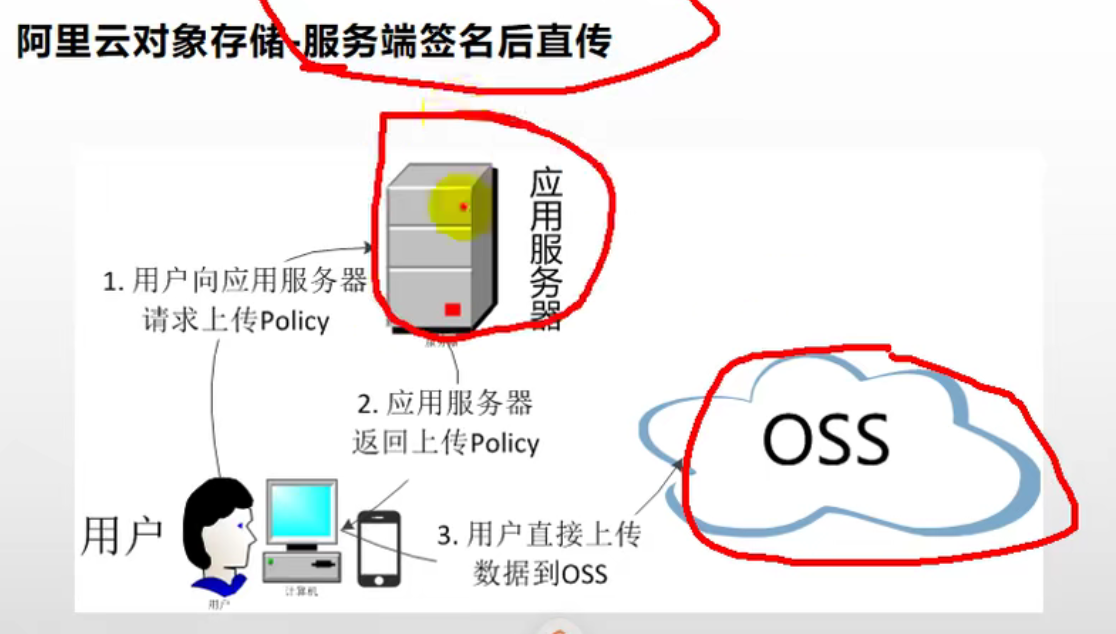 阿里云对象存储-服务端签名后直传
应用服务器
1. 用户向应用服务器
请求上传Policy
服务器
2. 应用服务器
返回上传Policy
OSS
用户
3. 用户直接上传
数据到OSS
计算机
用户